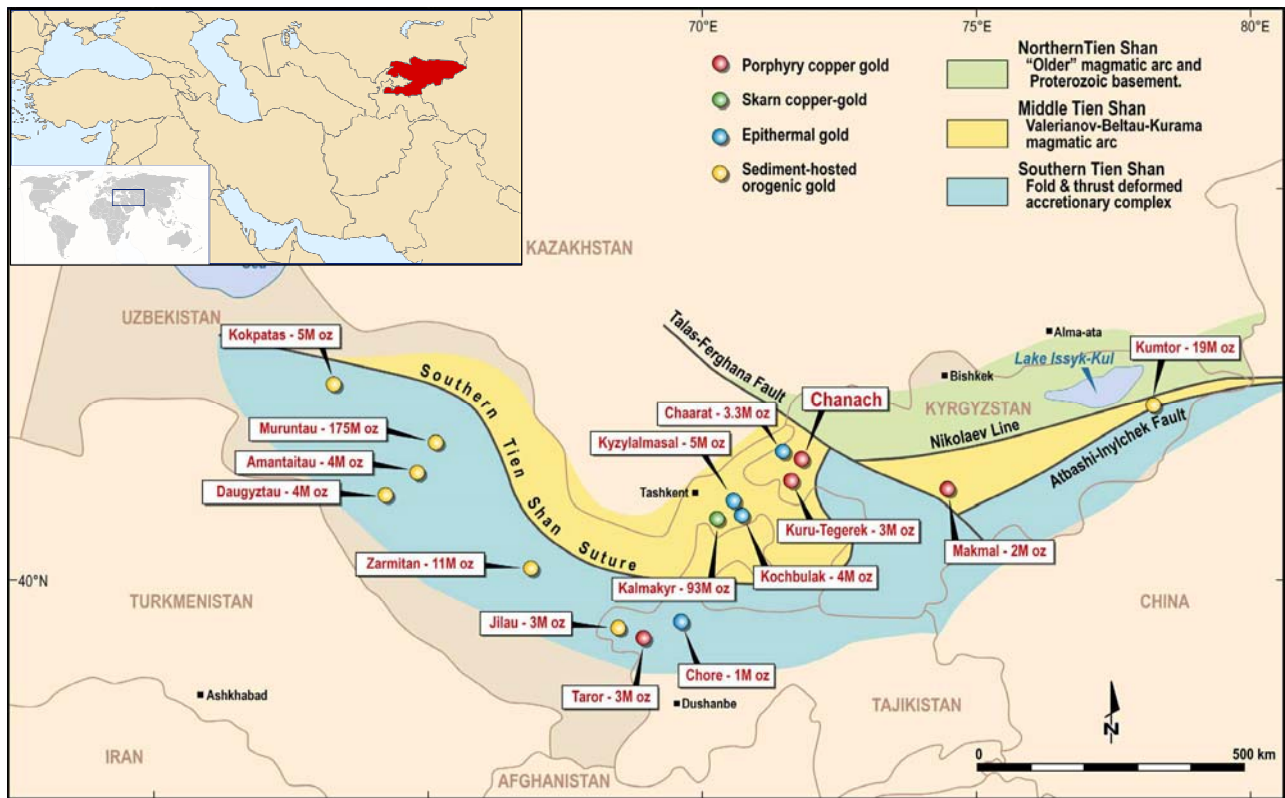 70°E
75°E
80°E
Porphyry copper gold
Skarn copper-gold
Epithermal gold
Sediment-hosted
orogenic gold
NorthernTien Shan
"Older" magmatic arc and
Proterozoic basement.
Middle Tien Shan
Valerianov-Beltau-Kurama
magmatic arc
Southern Tien Shan
Fold & thrust deformed
accretionary complex
KAZAKHSTAN
UZBEKISTAN
Kokpatas - 5M oz
Talas-Ferghana Fault
Alma-ata
Kumtor - 19M oz
Lake Issyk-Kul
Bishkek
Chanach
KYRGYZSTAN
Southern Tien Shan Suture
Chaarat - 3.3M oz
Muruntau - 175M oz
Kyzylalmasal - 5M oz
Nikolaev Line
Atbashi-Inylchek Fault
Amantaitau - 4M oz
Daugyztau - 4M oz
Tashkent
Kuru-Tegerek - 3M oz
Makmal - 2M oz
Zarmitan - 11M oz
Kochbulak - 4M oz
40°N
Kalmakyr - 93M oz
TURKMENISTAN
CHINA
Jilau - 3M oz
Chore - 1M oz
Taror - 3M oz
Ashkhabad
Dushanbe
TAJIKISTAN
N
IRAN
AFGHANISTAN
0
500 km